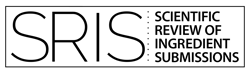 SRIS
SCIENTIFIC
REVIEW OF
INGREDIENT
SUBMISSIONS